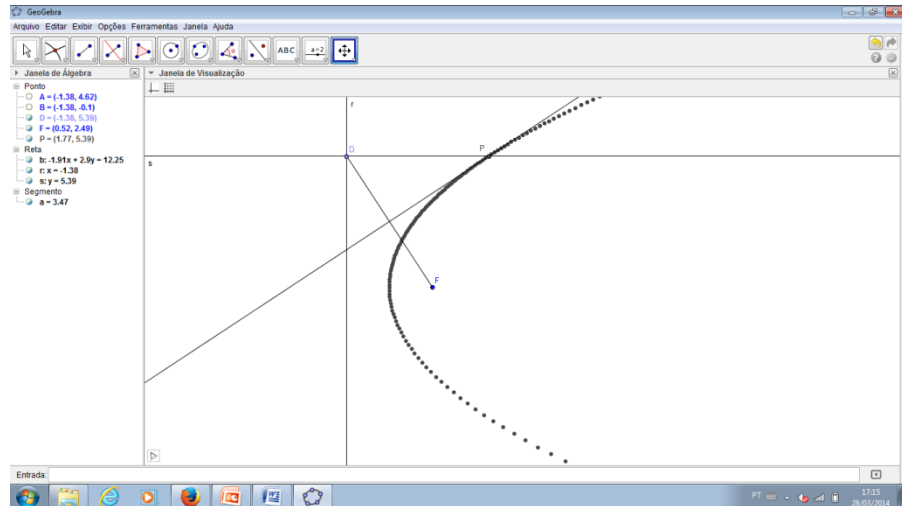 GeoGebra
Arquivo Editar Exibir Opções Ferramentas Janela Ajuda
ABC
a=2
Janela de Álgebra
Janela de Visualização
Ponto
A = (-1.38, 4.62)
B = (-1.38, -0.1)
D = (-1.38, 5.39)
F = (0.52, 2.49)
P = (1.77, 5.39)
Reta
b: -1.91x + 2.9y = 12.25
r: x = -1.38
s: y = 5.39
Segmento
a = 3.47
r
D
P
s
F
Entrada:
PT
17:15
28/03/2014